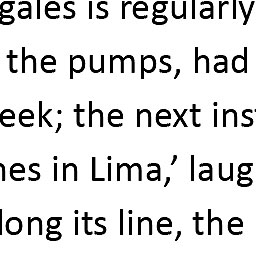 gales is regularly
the pumps, had
eek; the next inst
nes in Lima,’ laug
long its line, the